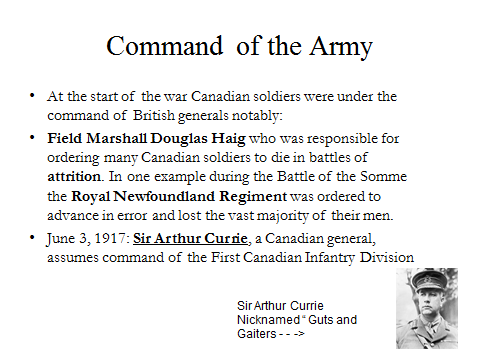 Command of the Army
• At the start of the war Canadian soldiers were under the
command of British generals notably:
• Field Marshall Douglas Haig who was responsible for
ordering many Canadian soldiers to die in battles of
attrition. In one example during the Battle of the Somme
the Royal Newfoundland Regiment was ordered to
advance in error and lost the vast majority of their men.
• June 3, 1917: Sir Arthur Currie, a Canadian general,
assumes command of the First Canadian Infantry Division
Sir Arthur Currie
Nicknamed “ Guts and
Gaiters - - ->